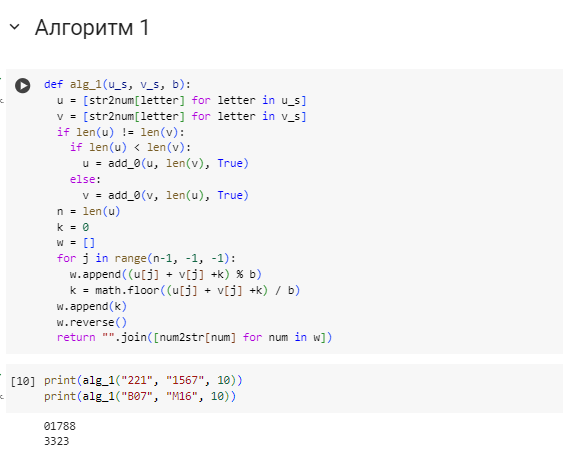 Алгоритм 1
def alg_1(u_s, v_s, b):
  u = [str2num[letter] for letter in u_s]
  v = [str2num[letter] for letter in v_s]
  if len(u) != len(v):
    if len(u) < len(v):
      u = add_0(u, len(v), True)
    else:
      v = add_0(v, len(u), True)
  n = len(u)
  k = 0
  w = []
  for j in range(n-1, -1, -1):
    w.append((u[j] + v[j] +k) % b)
    k = math.floor((u[j] + v[j] +k) / b)
  w.append(k)
  w.reverse()
  return "".join([num2str[num] for num in w])
[10] print(alg_1("221", "1567", 10))
print(alg_1("B07", "M16", 10))
01788
3323